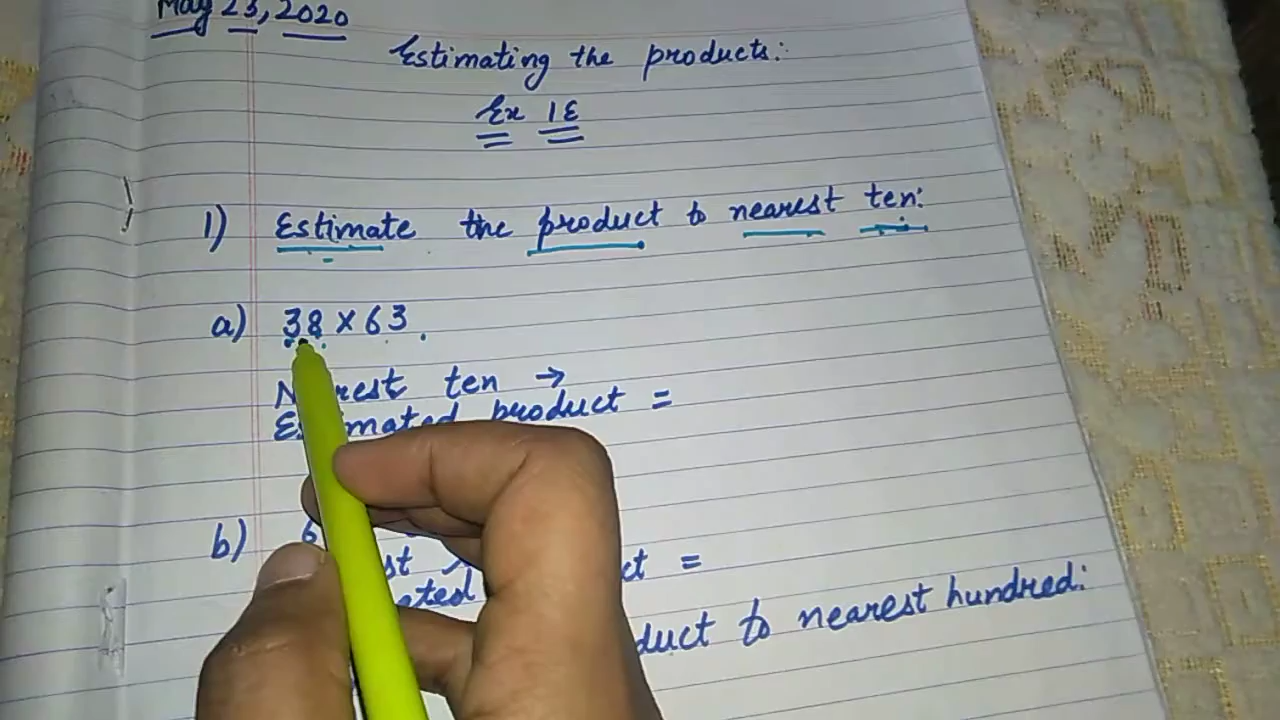 May 23, 2020
Estimating the products:
Ex 1E
1) Estimate the product to nearest ten:
a) 38 x 63.
ten →
product =
b) 6
=
to nearest hundred: